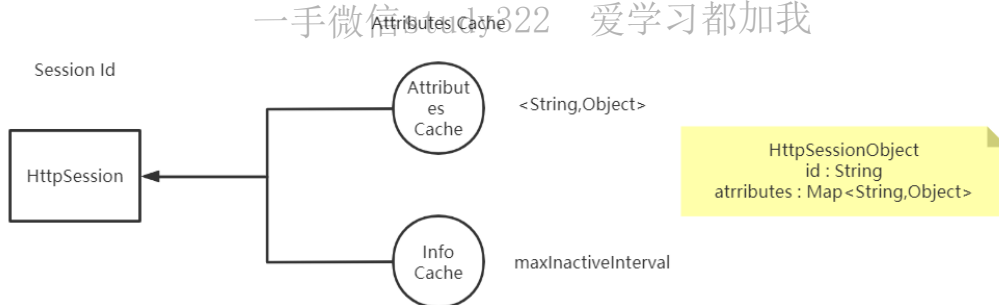 一手微信study322 爱学习都加我
Attributes Cache
Session Id
Attribut
es
Cache
<String,Object>
HttpSession
HttpSessionObject
id : String
atrributes : Map<String,Object>
Info
Cache
maxInactiveInterval